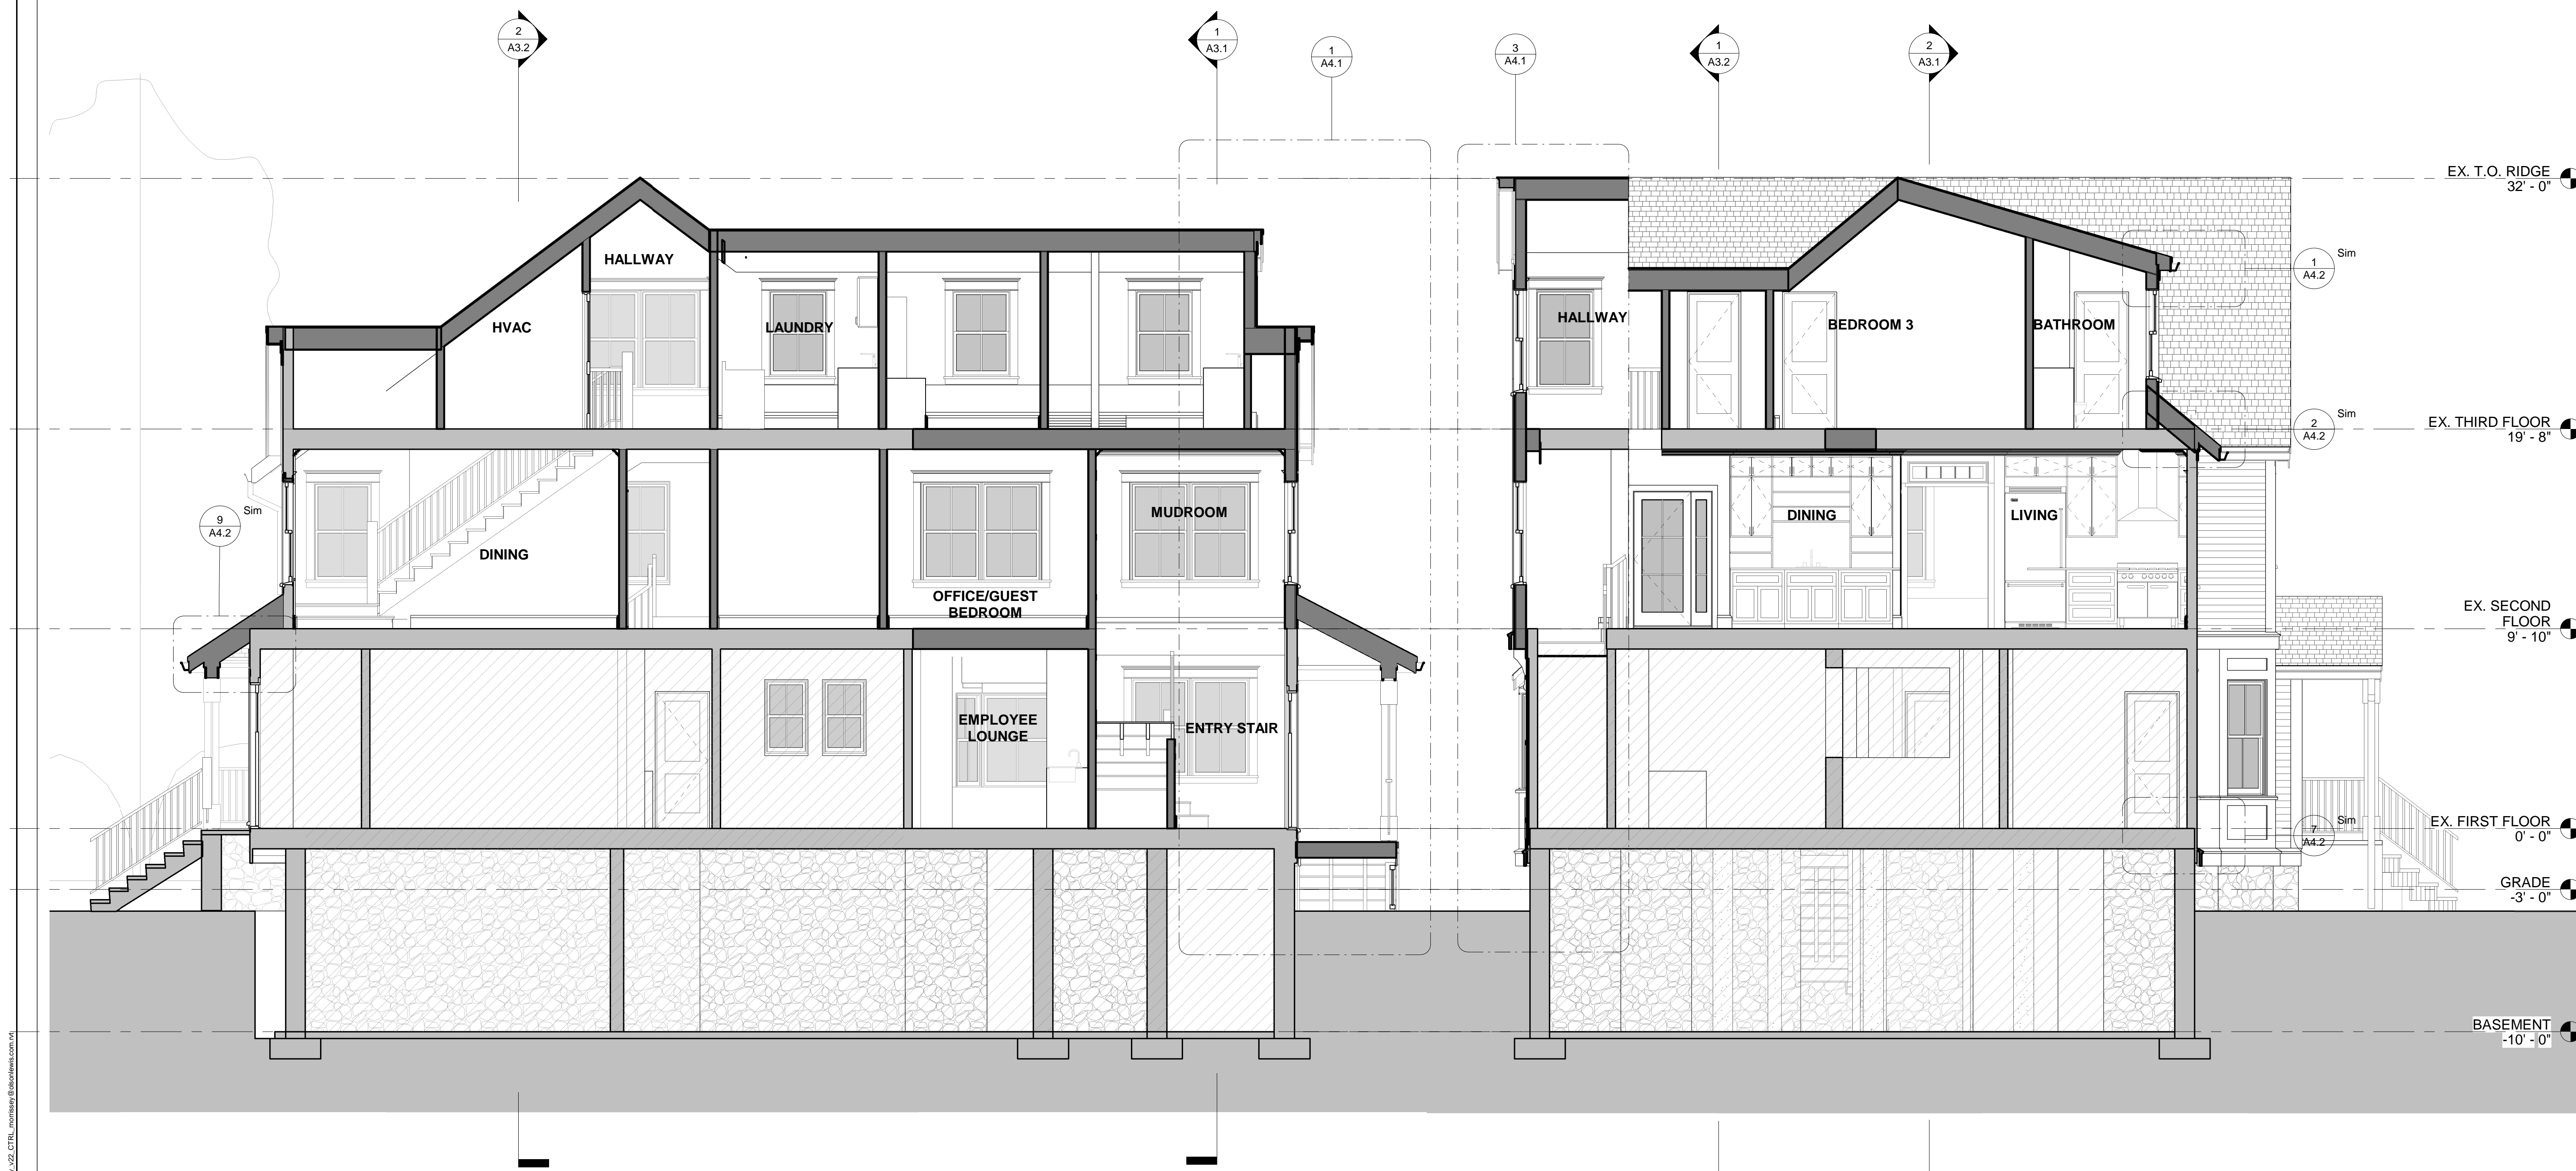 2
A3.2
1
A3.1
1
A4.1
3
A4.1
1
A3.2
2
A3.1
EX. T.O. RIDGE
32' - 0"
HALLWAY
HVAC
LAUNDRY
HALLWAY
BEDROOM 3
BATHROOM
1
A4.2
Sim
2
A4.2
Sim
EX. THIRD FLOOR
19' - 8"
9
A4.2
Sim
DINING
OFFICE/GUEST
BEDROOM
MUDROOM
DINING
LIVING
EX. SECOND
FLOOR
9' - 10"
EMPLOYEE
LOUNGE
ENTRY STAIR
7
A4.2
Sim
EX. FIRST FLOOR
0' - 0"
GRADE
-3' - 0"
BASEMENT
-10' - 0"
_v22_CTRL_morrissey@olsonlewis.com.rvt